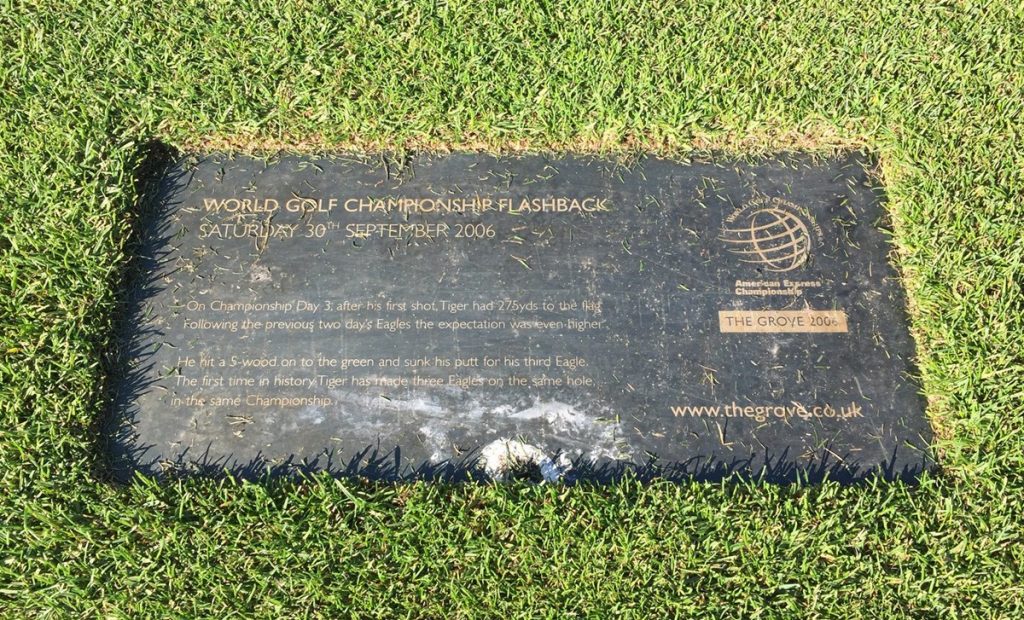 WORLD GOLF CHAMPIONSHIP FLASHBACK
SATURDAY 30TH SEPTEMBER 2006
On Championship Day 3, after his first shot, Tiger had 275yds to the flag.
Following the previous two day's Eagles the expectation was even higher.
He hit a 5-wood on to the green and sunk his putt for his third Eagle.
The first time in history Tiger has made three Eagles on the same hole,
in the same Championship.
WORLD GOLF CHAMPIONSHIPS
American Express
Championship
THE GROVE 2006
www.thegrove.co.uk